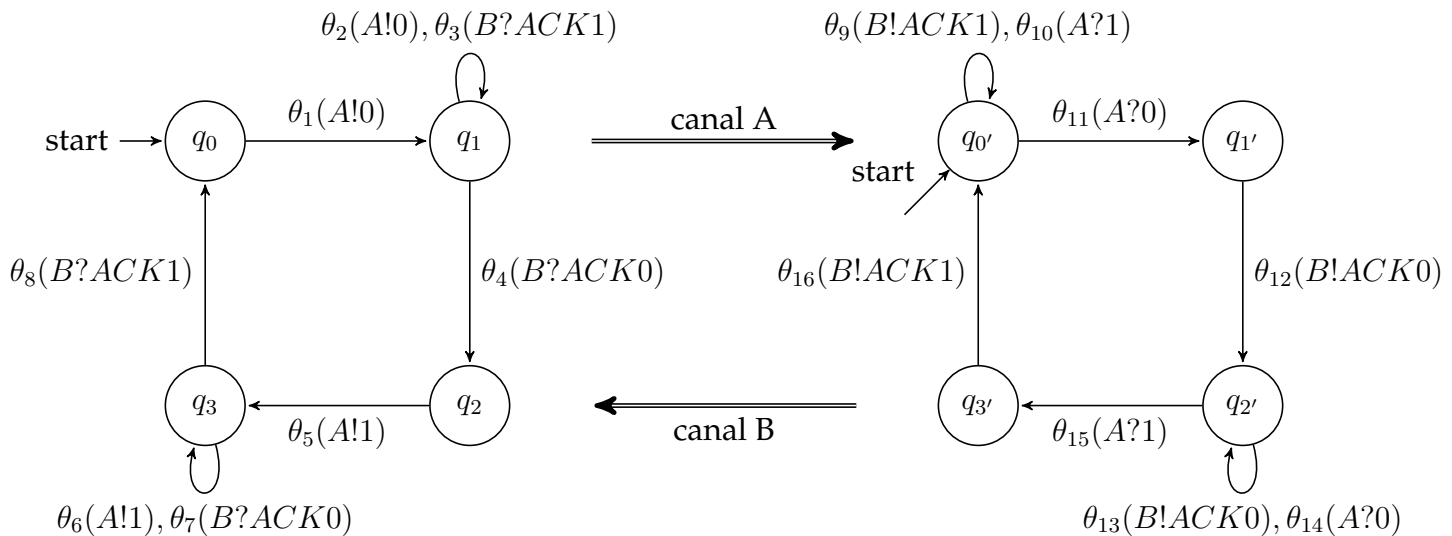 θ₂(A!0), θ₃(B?ACK1)
θ₉(B!ACK1), θ₁₀(A?1)
start
q₀
θ₁(A!0)
q₁
canal A
start
q₀′
θ₁₁(A?0)
q₁′
θ₈(B?ACK1)
θ₄(B?ACK0)
θ₁₆(B!ACK1)
θ₁₂(B!ACK0)
q₃
θ₅(A!1)
q₂
canal B
q₃′
θ₁₅(A?1)
q₂′
θ₆(A!1), θ₇(B?ACK0)
θ₁₃(B!ACK0), θ₁₄(A?0)